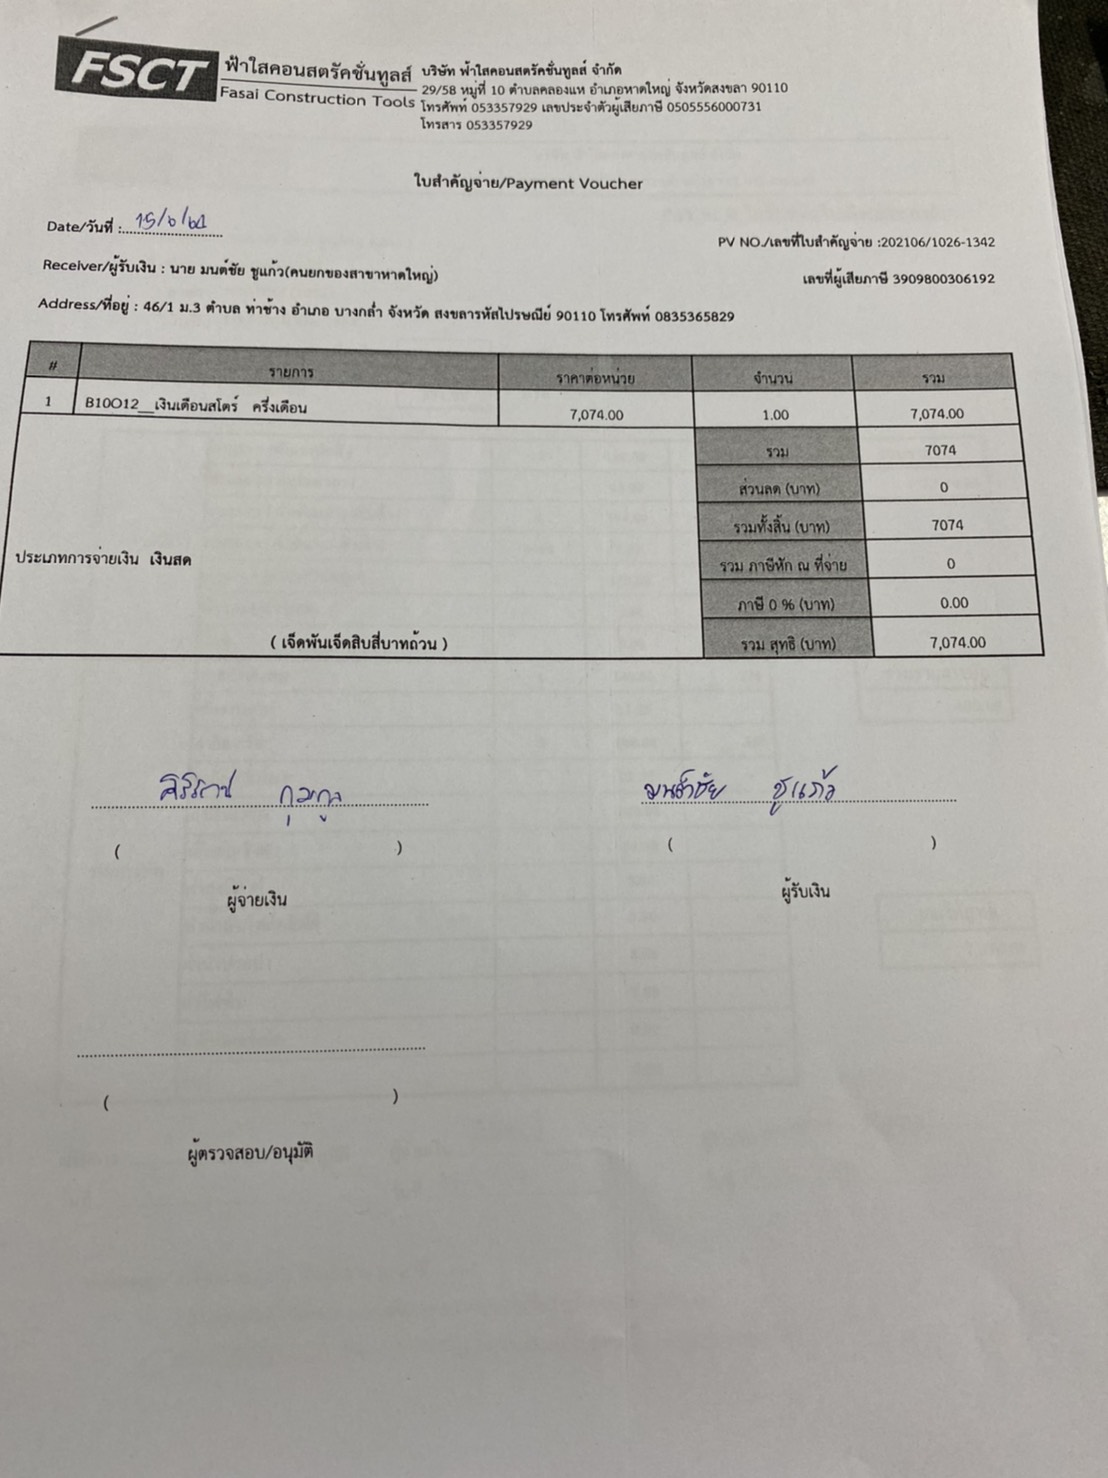 FSCT ฟ้าใสคอนสตรัคชั่นทูลส์
Fasai Construction Tools
บริษัท ฟ้าใสคอนสตรัคชั่นทูลส์ จำกัด
29/58 หมู่ที่ 10 ตำบลคลองแห อำเภอหาดใหญ่ จังหวัดสงขลา 90110
โทรศัพท์ 053357929 เลขประจำตัวผู้เสียภาษี 0505556000731
โทรสาร 053357929
ใบสำคัญจ่าย/Payment Voucher
Date/วันที่ : 15/6/64
PV NO./เลขที่ใบสำคัญจ่าย :202106/1026-1342
Receiver/ผู้รับเงิน : นาย มนต์ชัย ชูแก้ว(คนยกของสาขาหาดใหญ่)
เลขที่ผู้เสียภาษี 3909800306192
Address/ที่อยู่ : 46/1 ม.3 ตำบล ท่าช้าง อำเภอ บางกล่ำ จังหวัด สงขลารหัสไปรษณีย์ 90110 โทรศัพท์ 0835365829
# รายการ ราคาต่อหน่วย จำนวน รวม
1 B10O12__เงินเดือนสโตร์ ครึ่งเดือน 7,074.00 1.00 7,074.00
รวม 7074
ส่วนลด (บาท) 0
รวมทั้งสิ้น (บาท) 7074
ประเภทการจ่ายเงิน เงินสด
รวม ภาษีหัก ณ ที่จ่าย 0
ภาษี 0 % (บาท) 0.00
( เจ็ดพันเจ็ดสิบสี่บาทถ้วน )
รวม สุทธิ (บาท) 7,074.00
มนต์ชัย ชูแก้ว
( )
( )
ผู้จ่ายเงิน
ผู้รับเงิน
( )
ผู้ตรวจสอบ/อนุมัติ